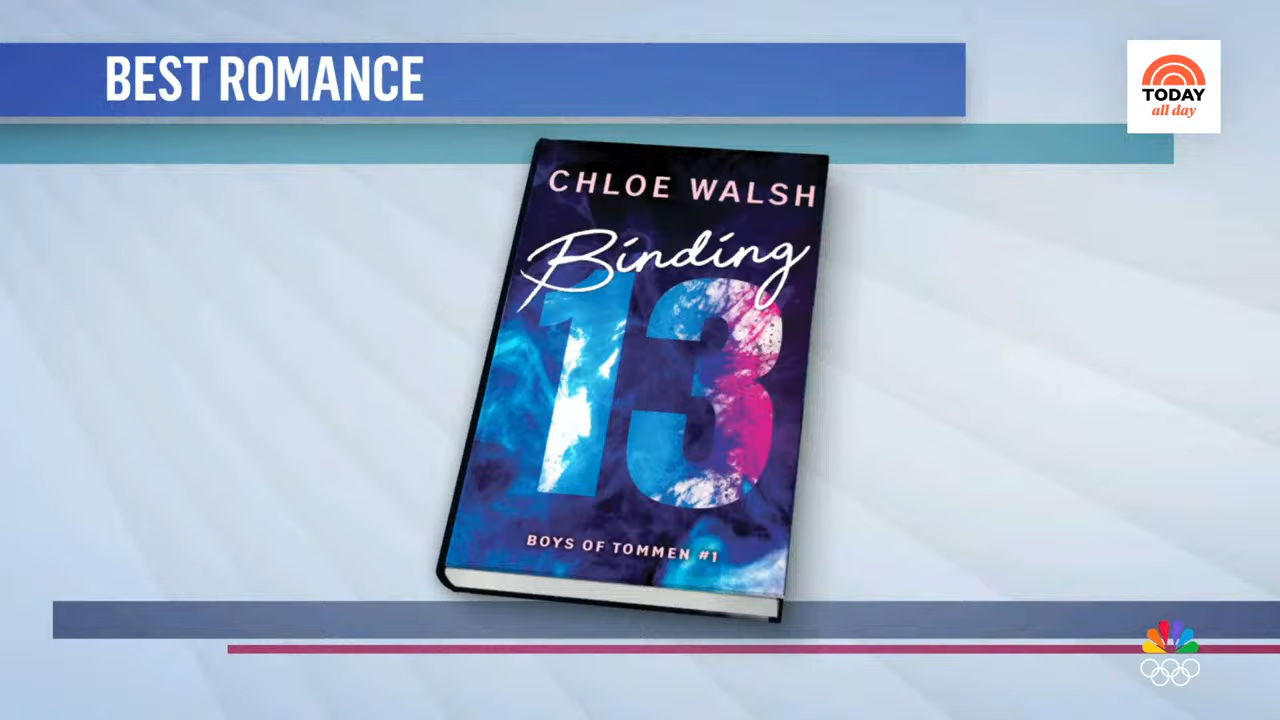 BEST ROMANCE
TODAY
all day
CHLOE WALSH
Binding
13
BOYS OF TOMMEN #1